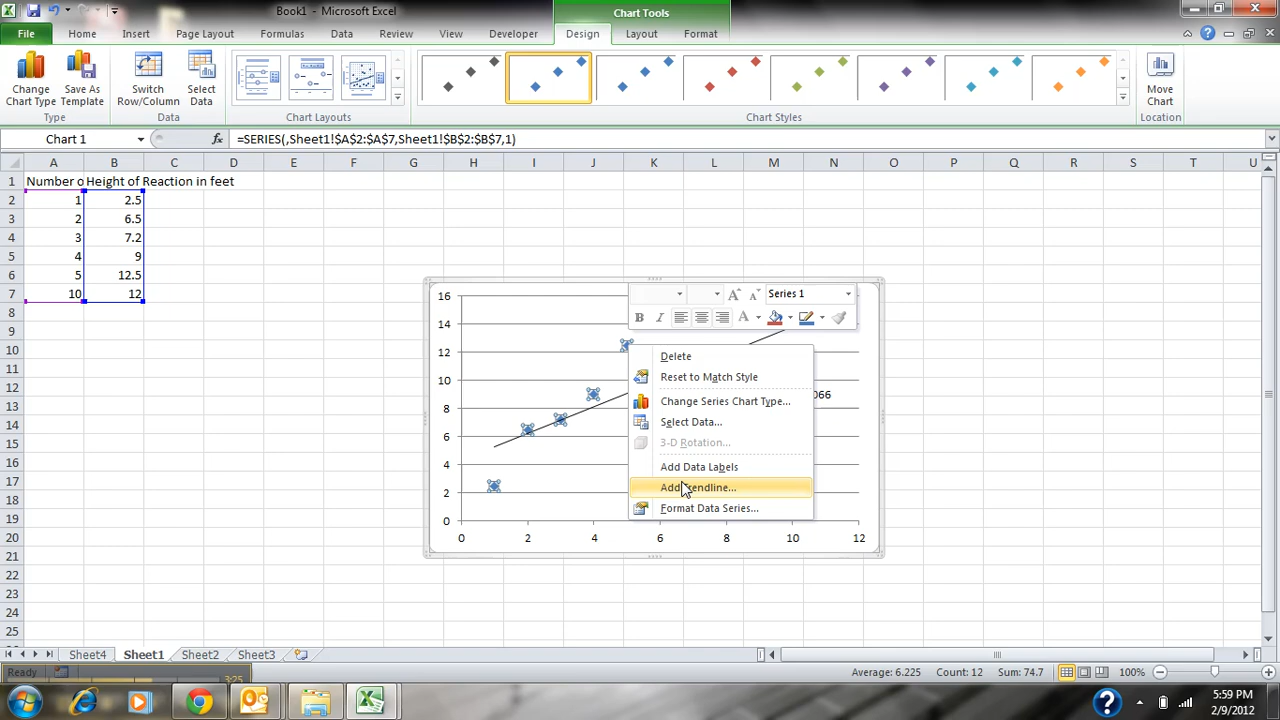 Book1 - Microsoft Excel
Chart Tools
File Home Insert Page Layout Formulas Data Review View Developer Design Layout Format
Change Chart Type
Save As Template
Switch Row/Column
Select Data
Move Chart
Type Data Chart Layouts Chart Styles Location
Chart 1 fx =SERIES(,Sheet1!$A$2:$A$7,Sheet1!$B$2:$B$7,1)
A B C D E F G H I J K L M N O P Q R S T U
1 Number o Height of Reaction in feet
2 1 2.5
3 2 6.5
4 3 7.2
5 4 9
6 5 12.5
7 10 12
8
9
10
11
12
13
14
15
16
17
18
19
20
21
22
23
24
25
16
14
12
10
8
6
4
2
0
0 2 4 6 8 10 12
066
Series 1
A A
B I A
Delete
Reset to Match Style
Change Series Chart Type...
Select Data...
3-D Rotation...
Add Data Labels
Add Trendline...
Format Data Series...
Sheet4 Sheet1 Sheet2 Sheet3
Ready 3:25 Average: 6.225 Count: 12 Sum: 74.7 100%
5:59 PM
2/9/2012